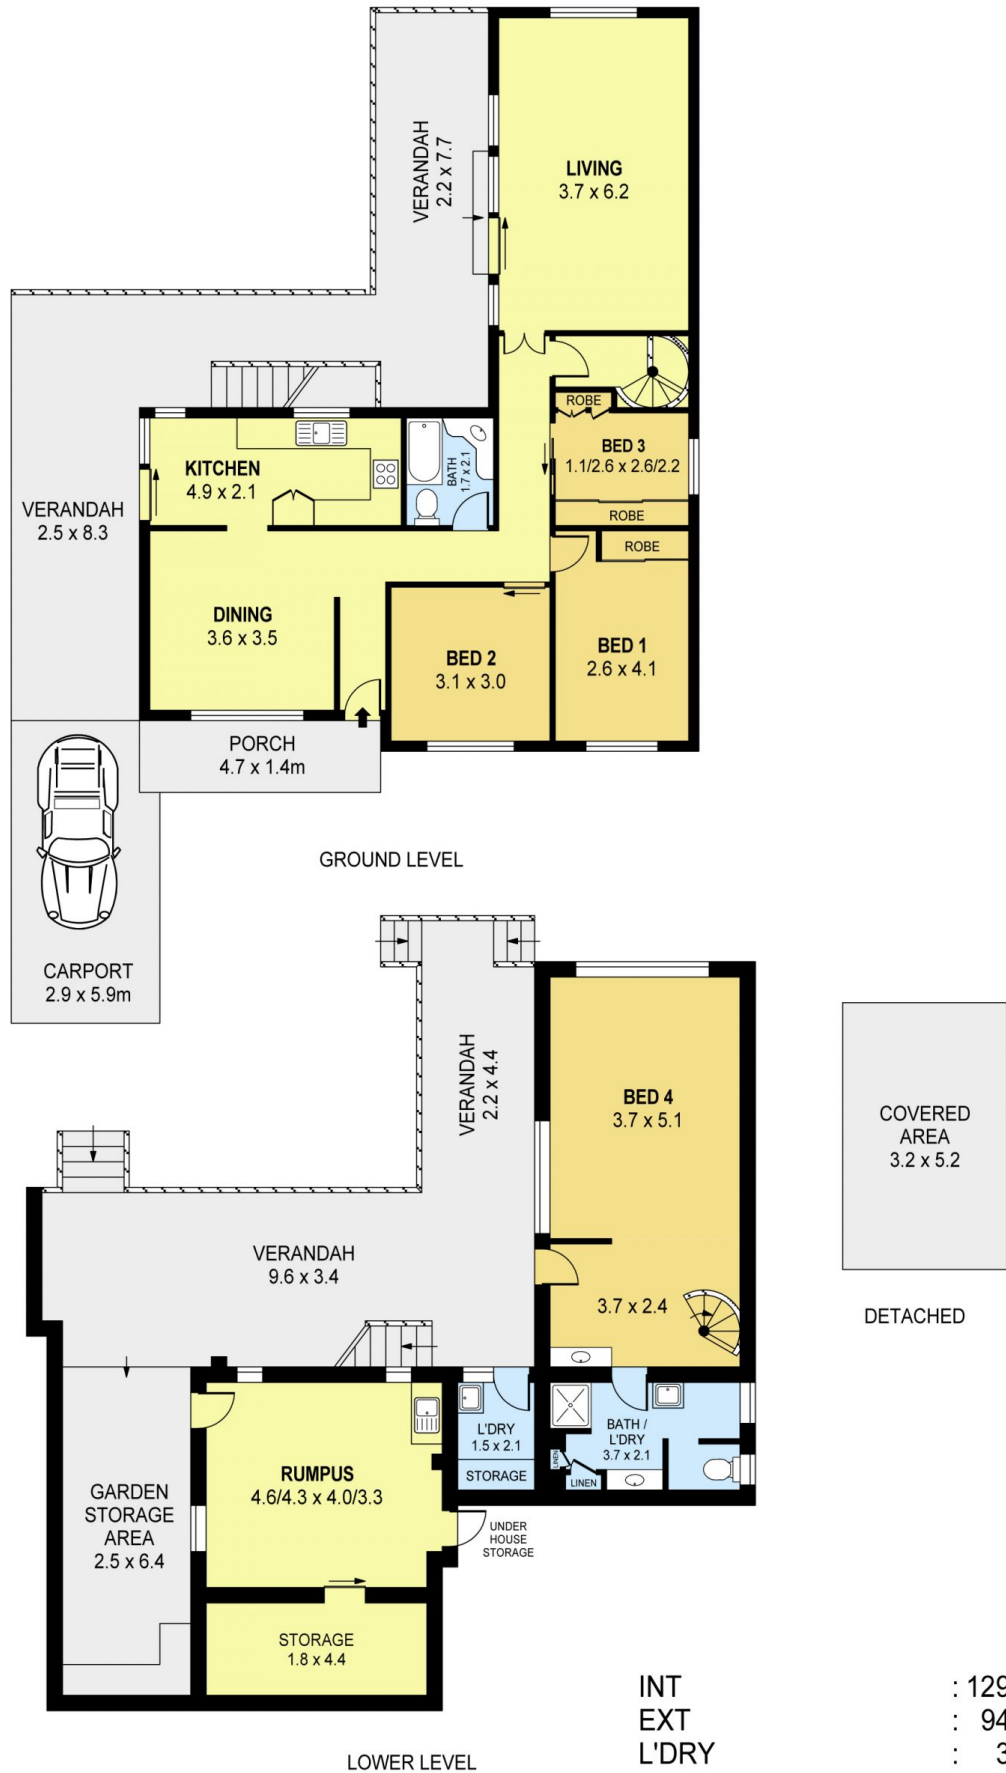 VERANDAH
2.2 x 7.7
LIVING
3.7 x 6.2
ROBE
BED 3
1.1/2.6 x 2.6/2.2
ROBE
KITCHEN
4.9 x 2.1
BATH
1.7 x 2.1
VERANDAH
2.5 x 8.3
ROBE
DINING
3.6 x 3.5
BED 2
3.1 x 3.0
BED 1
2.6 x 4.1
PORCH
4.7 x 1.4m
GROUND LEVEL
CARPORT
2.9 x 5.9m
VERANDAH
2.2 x 4.4
BED 4
3.7 x 5.1
COVERED
AREA
3.2 x 5.2
VERANDAH
9.6 x 3.4
3.7 x 2.4
DETACHED
L'DRY
1.5 x 2.1
STORAGE
BATH /
L'DRY
3.7 x 2.1
LINEN
LINEN
RUMPUS
4.6/4.3 x 4.0/3.3
GARDEN
STORAGE
AREA
2.5 x 6.4
UNDER
HOUSE
STORAGE
STORAGE
1.8 x 4.4
LOWER LEVEL
INT : 129
EXT : 94
L'DRY : 3